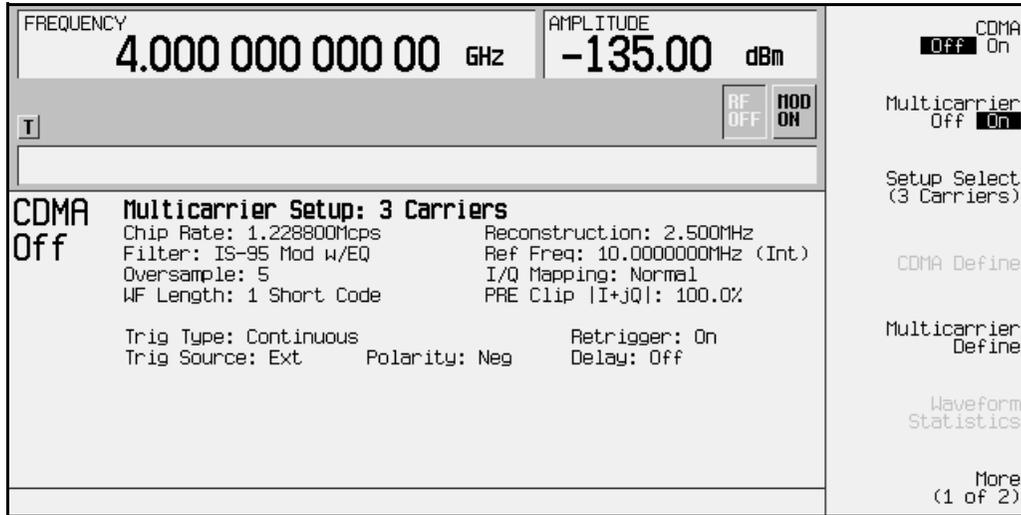 FREQUENCY
4.000 000 000 00 GHz
AMPLITUDE
-135.00 dBm
RF OFF
MOD ON
T
CDMA Off
Multicarrier Setup: 3 Carriers
Chip Rate: 1.228800Mcps
Reconstruction: 2.500MHz
Filter: IS-95 Mod w/EQ
Ref Freq: 10.0000000MHz (Int)
Oversample: 5
I/Q Mapping: Normal
WF Length: 1 Short Code
PRE Clip |I+jQ|: 100.0%
Trig Type: Continuous
Retrigger: On
Trig Source: Ext
Polarity: Neg
Delay: Off
CDMA
Off On
Multicarrier
Off On
Setup Select
(3 Carriers)
CDMA Define
Multicarrier
Define
Waveform
Statistics
More
(1 of 2)